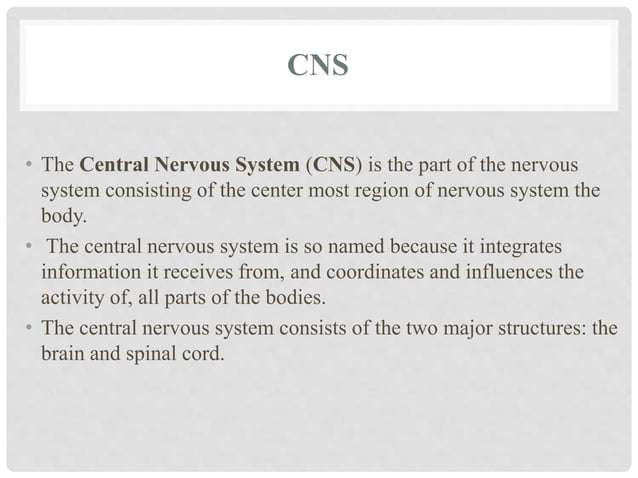 CNS
• The Central Nervous System (CNS) is the part of the nervous
system consisting of the center most region of nervous system the
body.
• The central nervous system is so named because it integrates
information it receives from, and coordinates and influences the
activity of, all parts of the bodies.
• The central nervous system consists of the two major structures: the
brain and spinal cord.